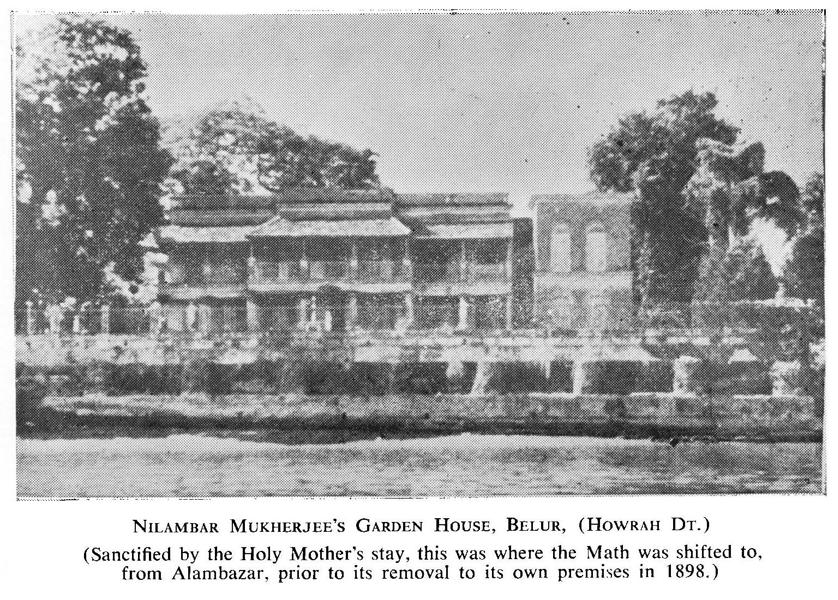 NILAMBAR MUKHERJEE'S GARDEN HOUSE, BELUR, (HOWRAH DT.)
(Sanctified by the Holy Mother's stay, this was where the Math was shifted to,
from Alambazar, prior to its removal to its own premises in 1898.)